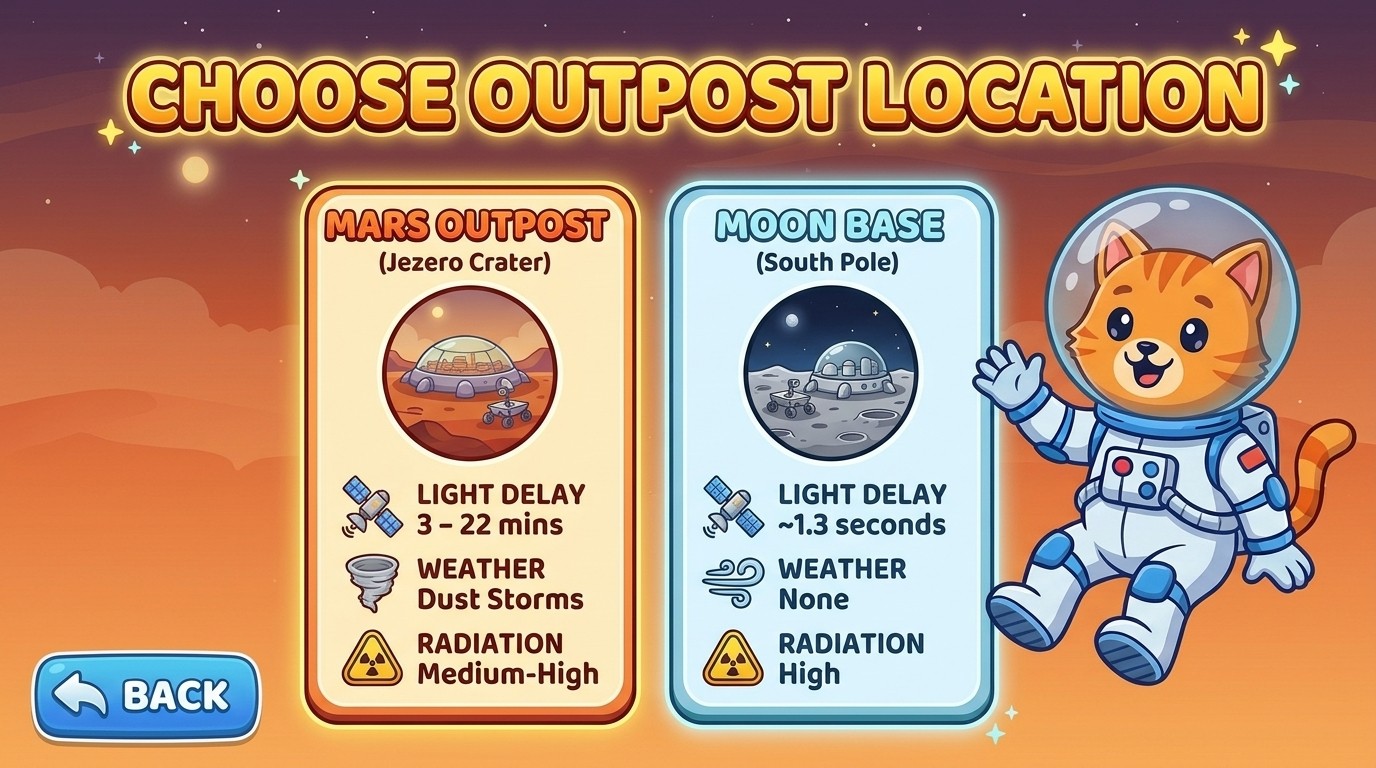 CHOOSE OUTPOST LOCATION
MARS OUTPOST
(Jezero Crater)
LIGHT DELAY
3 – 22 mins
WEATHER
Dust Storms
RADIATION
Medium-High
MOON BASE
(South Pole)
LIGHT DELAY
~1.3 seconds
WEATHER
None
RADIATION
High
BACK